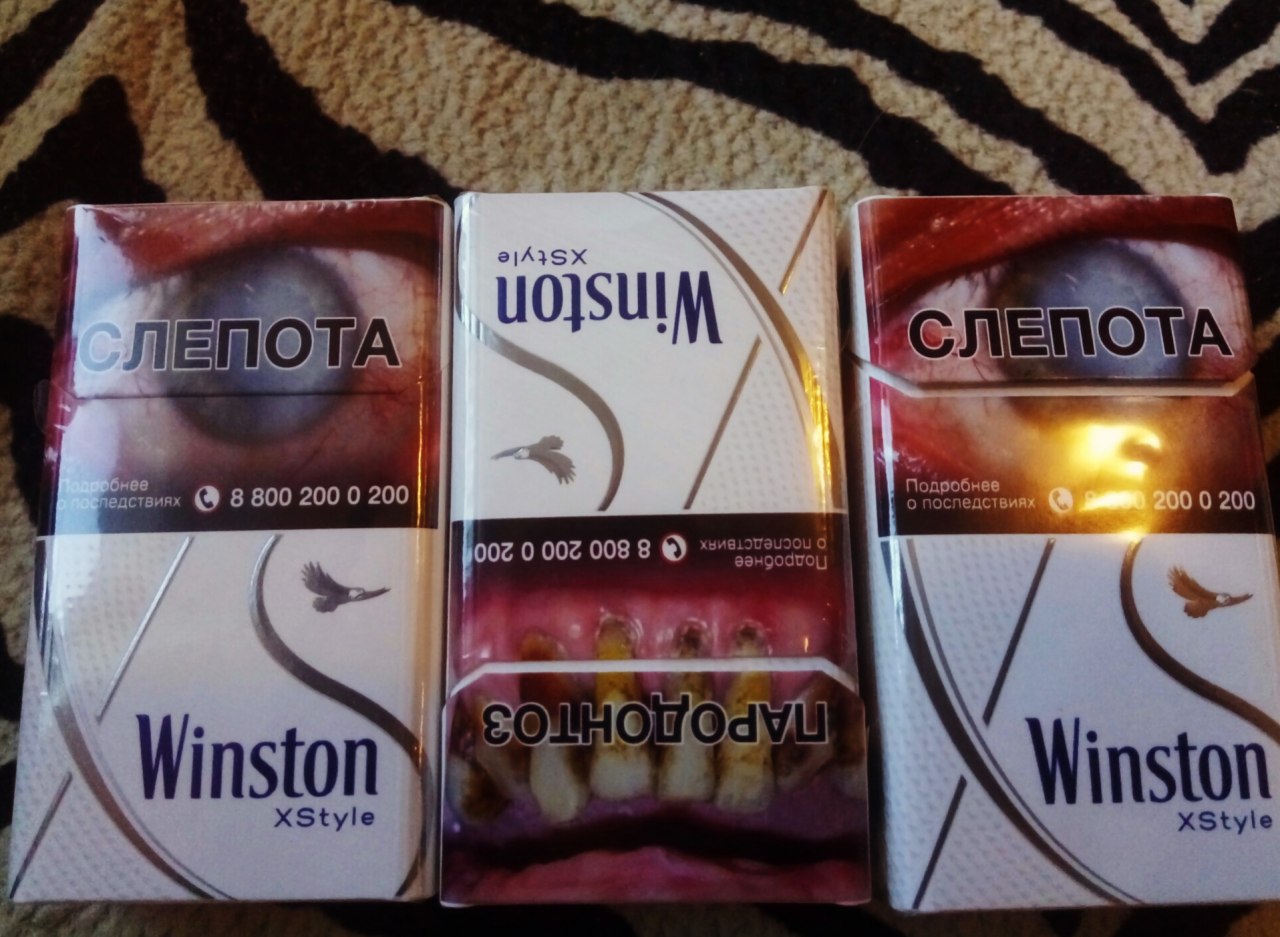 СЛЕПОТА
Подробнее
о последствиях 8 800 200 0 200
Winston
XStyle
ПАРОДОНТОЗ
Подробнее
о последствиях 8 800 200 0 200
Winston
XStyle
СЛЕПОТА
Подробнее
о последствиях 8 800 200 0 200
Winston
XStyle